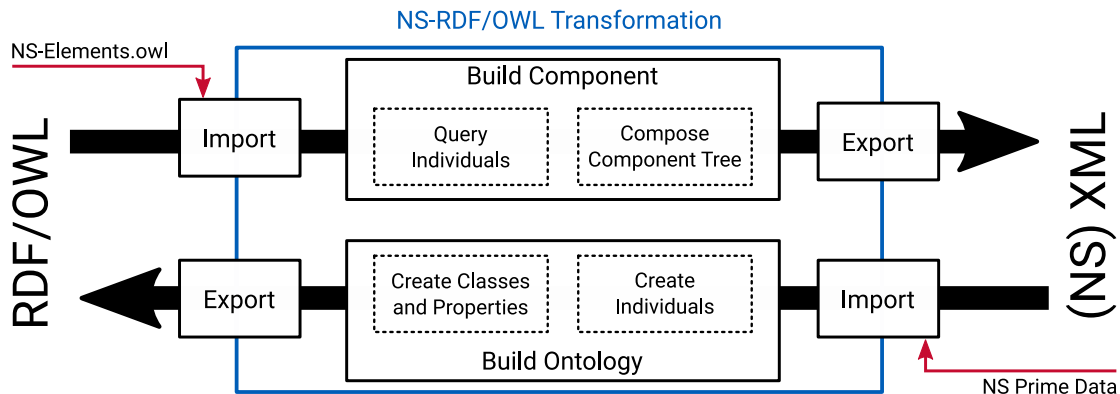 NS-RDF/OWL Transformation
NS-Elements.owl
Build Component
Import
Query
Individuals
Compose
Component Tree
Export
RDF/OWL
(NS) XML
Export
Create Classes
and Properties
Create
Individuals
Import
Build Ontology
NS Prime Data